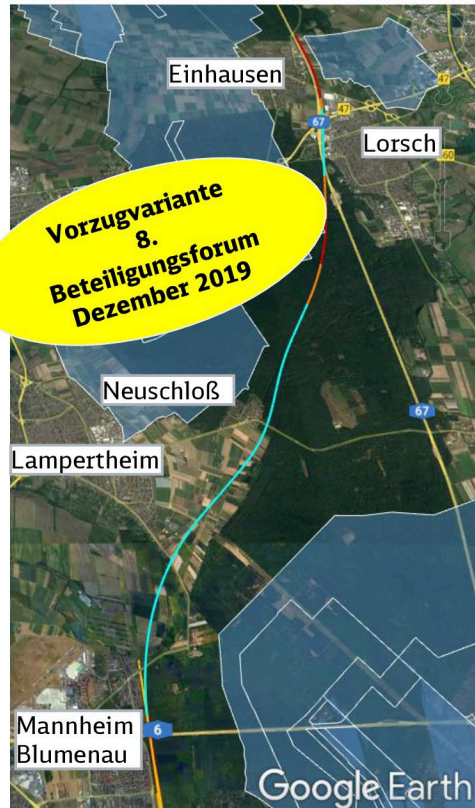 Einhausen
47
47
67
Lorsch
60
Vorzugvariante
8.
Beteiligungsforum
Dezember 2019
Neuschloß
67
Lampertheim
Mannheim
Blumenau
6
Google Earth